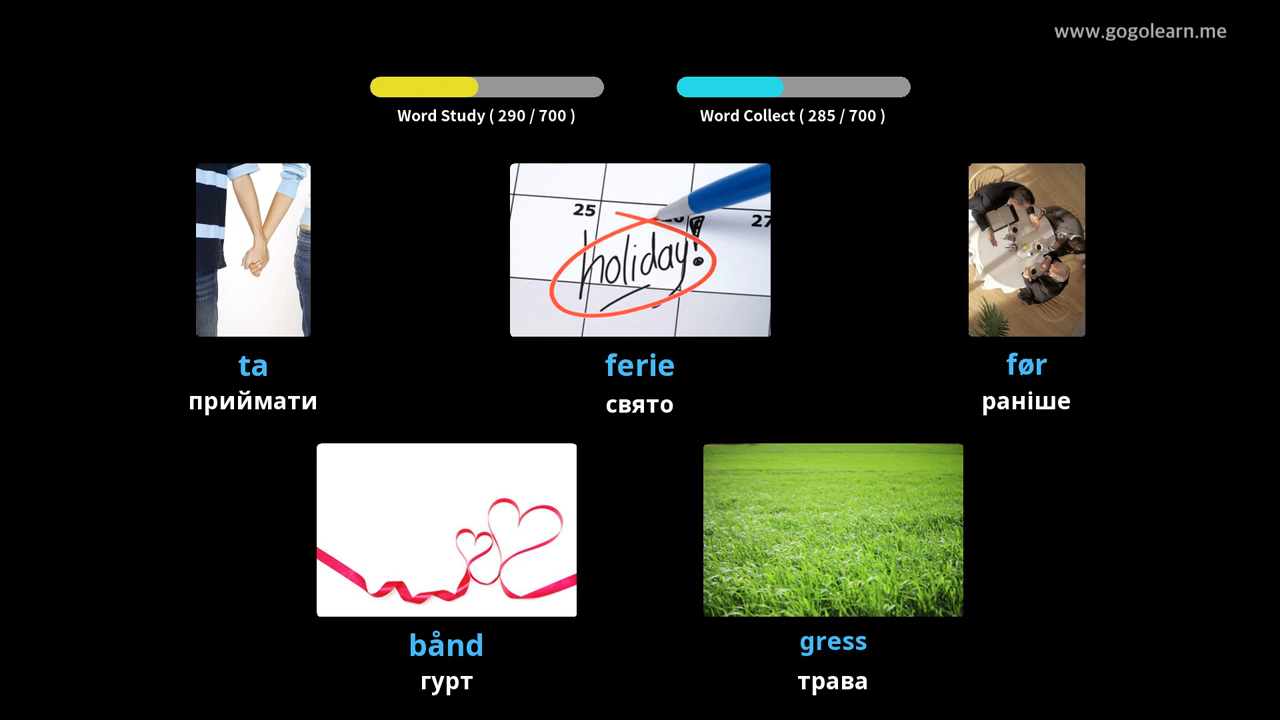 www.gogolearn.me
Word Study ( 290 / 700 )
Word Collect ( 285 / 700 )
25
27
holiday!
ta
ferie
før
приймати
свято
раніше
bånd
gress
гурт
трава